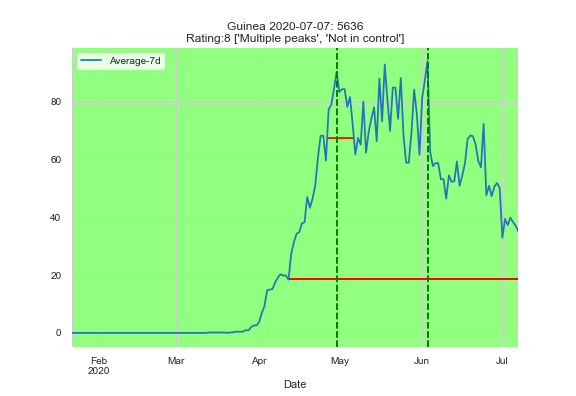 Guinea 2020-07-07: 5636
Rating:8 ['Multiple peaks', 'Not in control']
Average-7d
80
60
40
20
0
Feb Mar Apr May Jun Jul
2020
Date